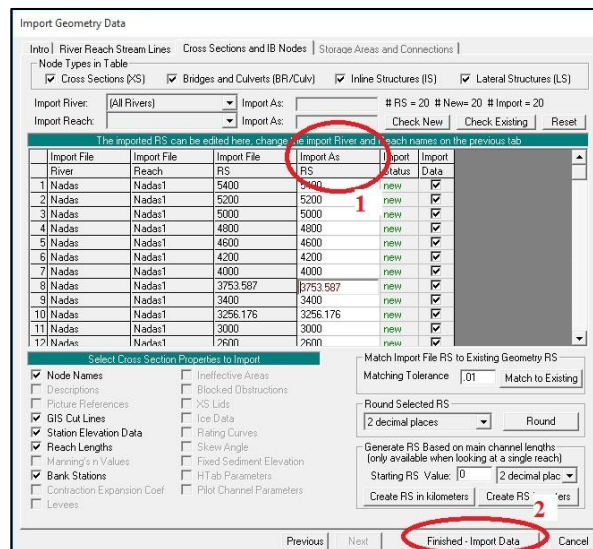 Import Geometry Data
Intro | River Reach Stream Lines | Cross Sections and IB Nodes | Storage Areas and Connections |
Node Types in Table
Cross Sections (XS) Bridges and Culverts (BR/Culv) Inline Structures (IS) Lateral Structures (LS)
Import River: (All Rivers) Import As: # RS = 20 # New= 20 # Import = 20
Import Reach: Import As: Check New Check Existing Reset
The imported RS can be edited here, change the import River and Reach names on the previous tab
Import File Import File Import File Import As Import Import
River Reach RS RS Status Data
1 Nadas Nadas1 5400 5400 new
2 Nadas Nadas1 5200 5200 new
3 Nadas Nadas1 5000 5000 1 new
4 Nadas Nadas1 4800 4800 new
5 Nadas Nadas1 4600 4600 new
6 Nadas Nadas1 4200 4200 new
7 Nadas Nadas1 4000 4000 new
8 Nadas Nadas1 3753.587 3753.587 new
9 Nadas Nadas1 3400 3400 new
10 Nadas Nadas1 3256.176 3256.176 new
11 Nadas Nadas1 3000 3000 new
12 Nadas Nadas1 2600 2600 new
Select Cross Section Properties to Import
Node Names Ineffective Areas
Descriptions Blocked Obstructions
Picture References XS Lids
GIS Cut Lines Ice Data
Station Elevation Data Rating Curves
Reach Lengths Skew Angle
Manning's n Values Fixed Sediment Elevation
Bank Stations HTab Parameters
Contraction Expansion Coef Pilot Channel Parameters
Levees
Match Import File RS to Existing Geometry RS
Matching Tolerance .01 Match to Existing
Round Selected RS
2 decimal places Round
Generate RS Based on main channel lengths
(only available when looking at a single reach)
Starting RS Value: 0 2 decimal plac
Create RS in kilometers Create RS
2
Previous Next Finished - Import Data Cancel